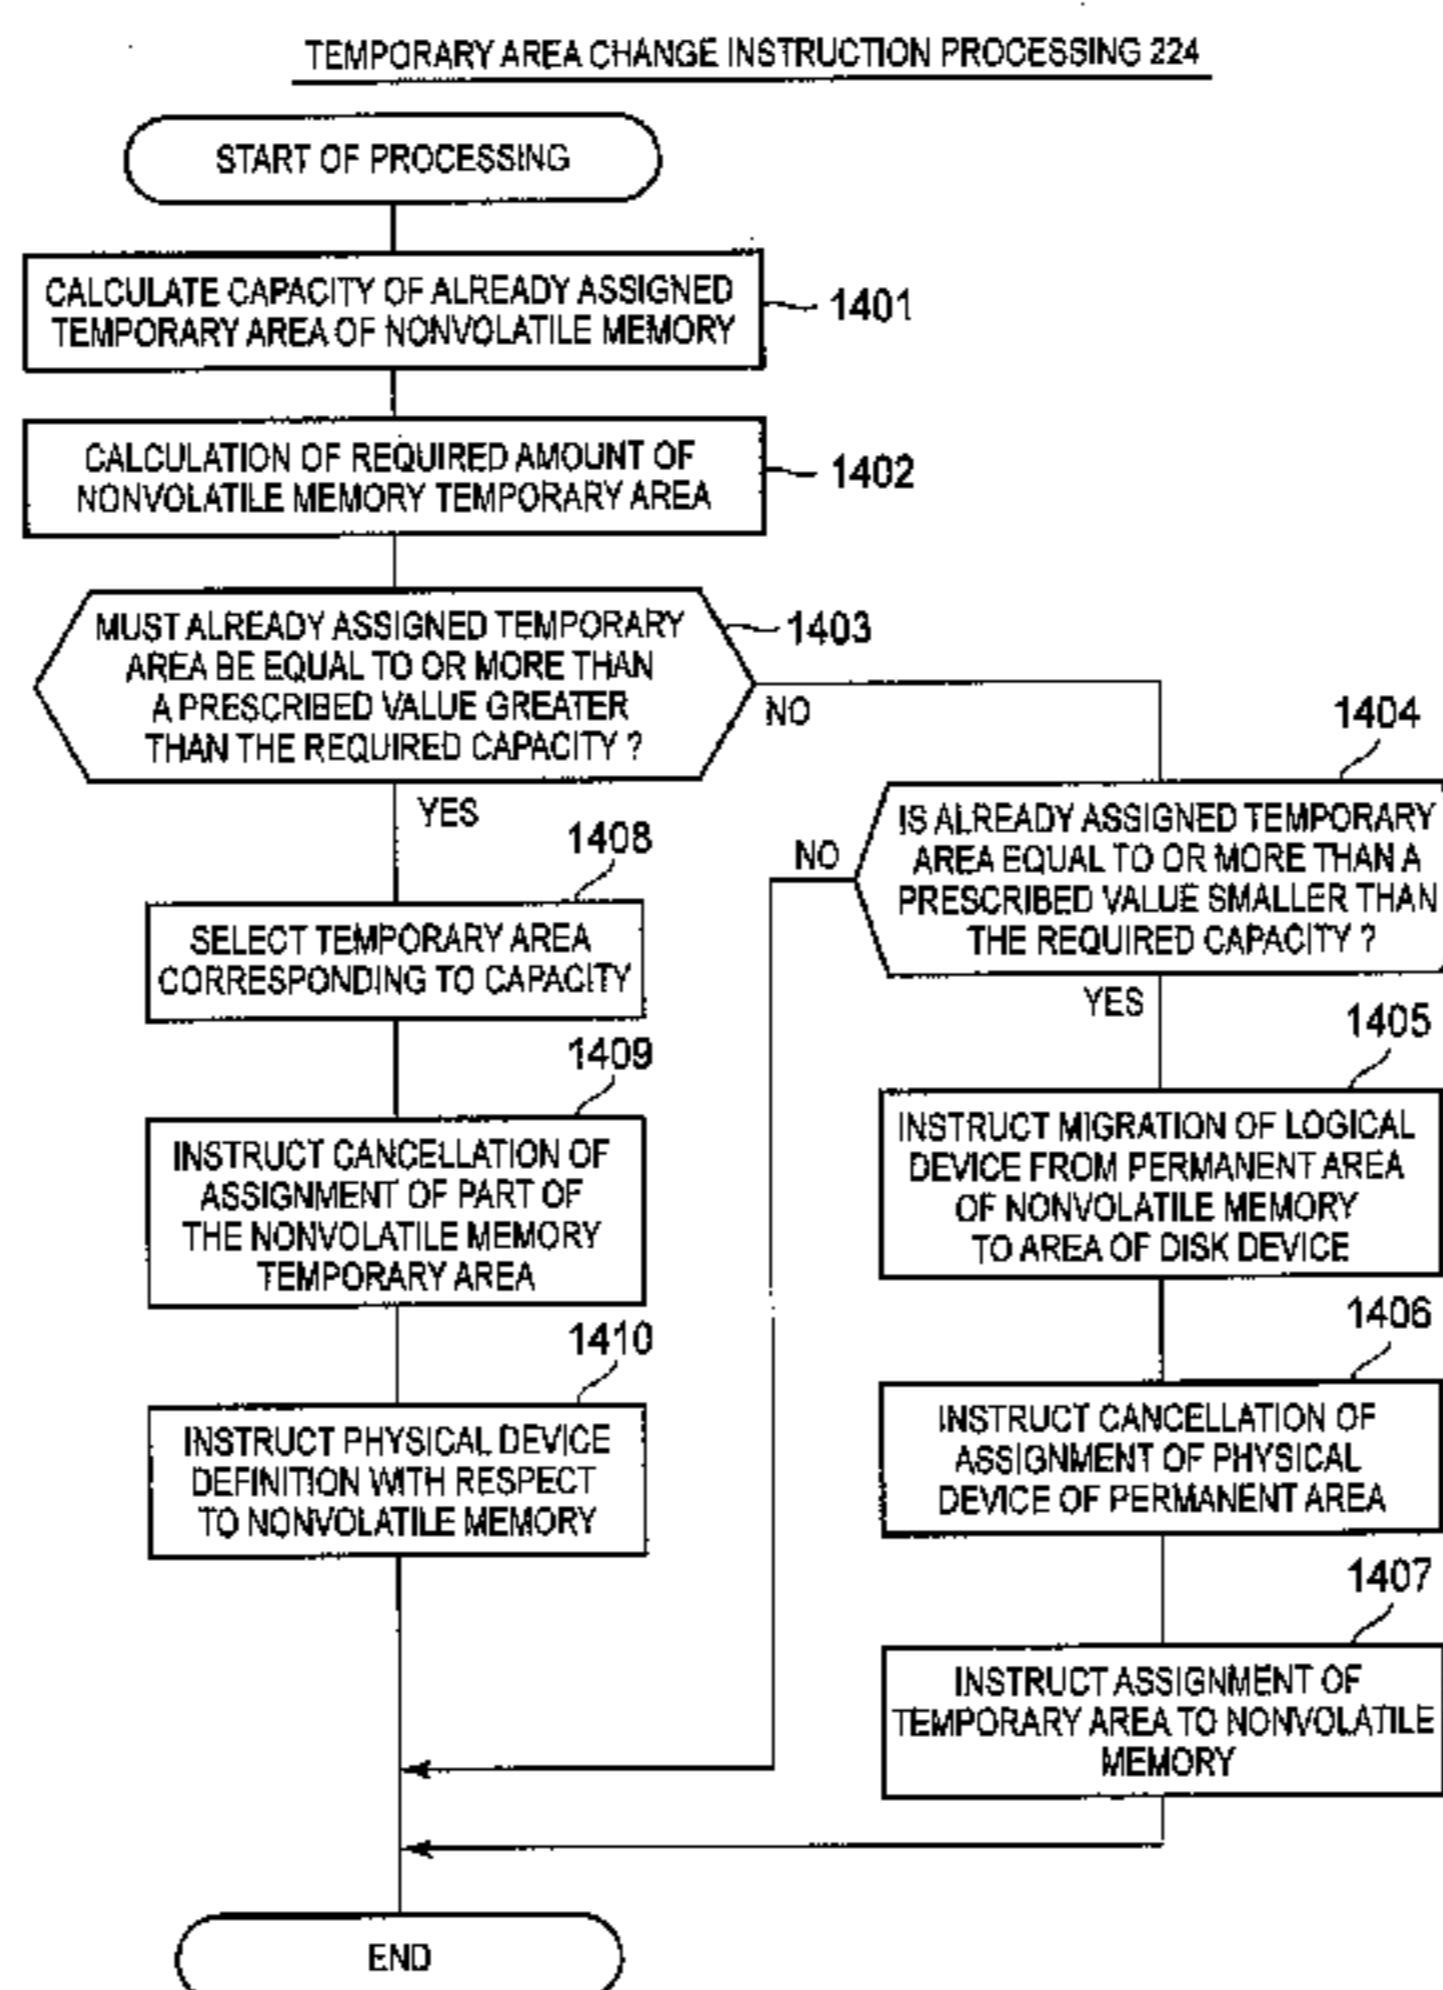 TEMPORARY AREA CHANGE INSTRUCTION PROCESSING 224
START OF PROCESSING
CALCULATE CAPACITY OF ALREADY ASSIGNED
TEMPORARY AREA OF NONVOLATILE MEMORY
1401
CALCULATION OF REQUIRED AMOUNT OF
NONVOLATILE MEMORY TEMPORARY AREA
1402
MUST ALREADY ASSIGNED TEMPORARY
AREA BE EQUAL TO OR MORE THAN
A PRESCRIBED VALUE GREATER
THAN THE REQUIRED CAPACITY ?
1403
NO
YES
1404
IS ALREADY ASSIGNED TEMPORARY
AREA EQUAL TO OR MORE THAN A
PRESCRIBED VALUE SMALLER THAN
THE REQUIRED CAPACITY ?
NO
YES
1408
SELECT TEMPORARY AREA
CORRESPONDING TO CAPACITY
1405
INSTRUCT MIGRATION OF LOGICAL
DEVICE FROM PERMANENT AREA
OF NONVOLATILE MEMORY
TO AREA OF DISK DEVICE
1409
INSTRUCT CANCELLATION OF
ASSIGNMENT OF PART OF
THE NONVOLATILE MEMORY
TEMPORARY AREA
1406
INSTRUCT CANCELLATION OF
ASSIGNMENT OF PHYSICAL
DEVICE OF PERMANENT AREA
1410
INSTRUCT PHYSICAL DEVICE
DEFINITION WITH RESPECT
TO NONVOLATILE MEMORY
1407
INSTRUCT ASSIGNMENT OF
TEMPORARY AREA TO NONVOLATILE
MEMORY
END